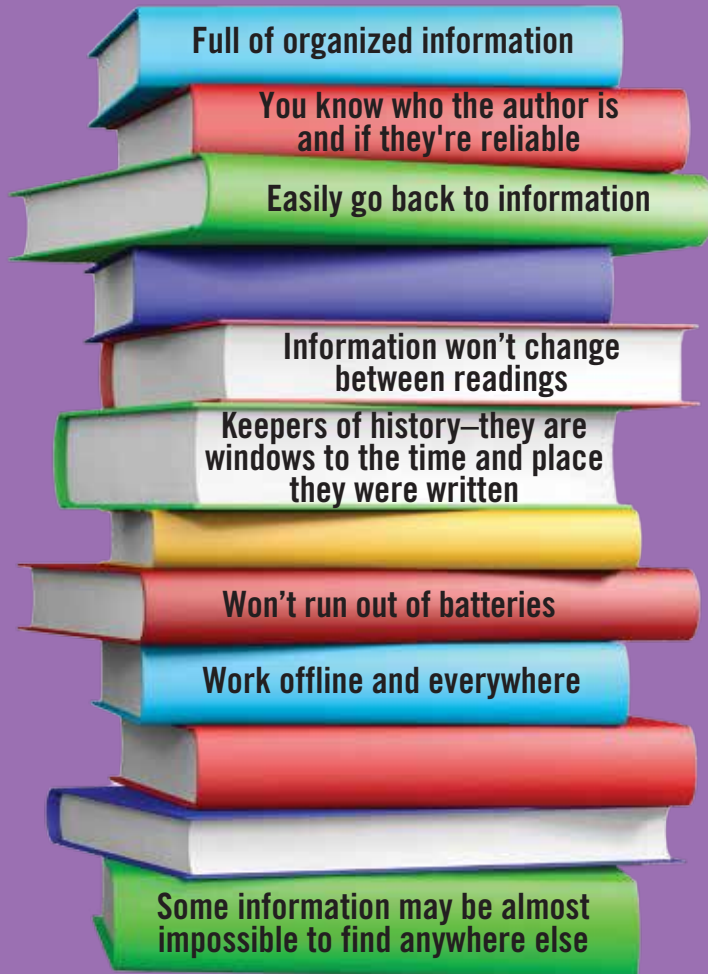 Full of organized information
You know who the author is
and if they're reliable
Easily go back to information
Information won’t change
between readings
Keepers of history–they are
windows to the time and place
they were written
Won’t run out of batteries
Work offline and everywhere
Some information may be almost
impossible to find anywhere else